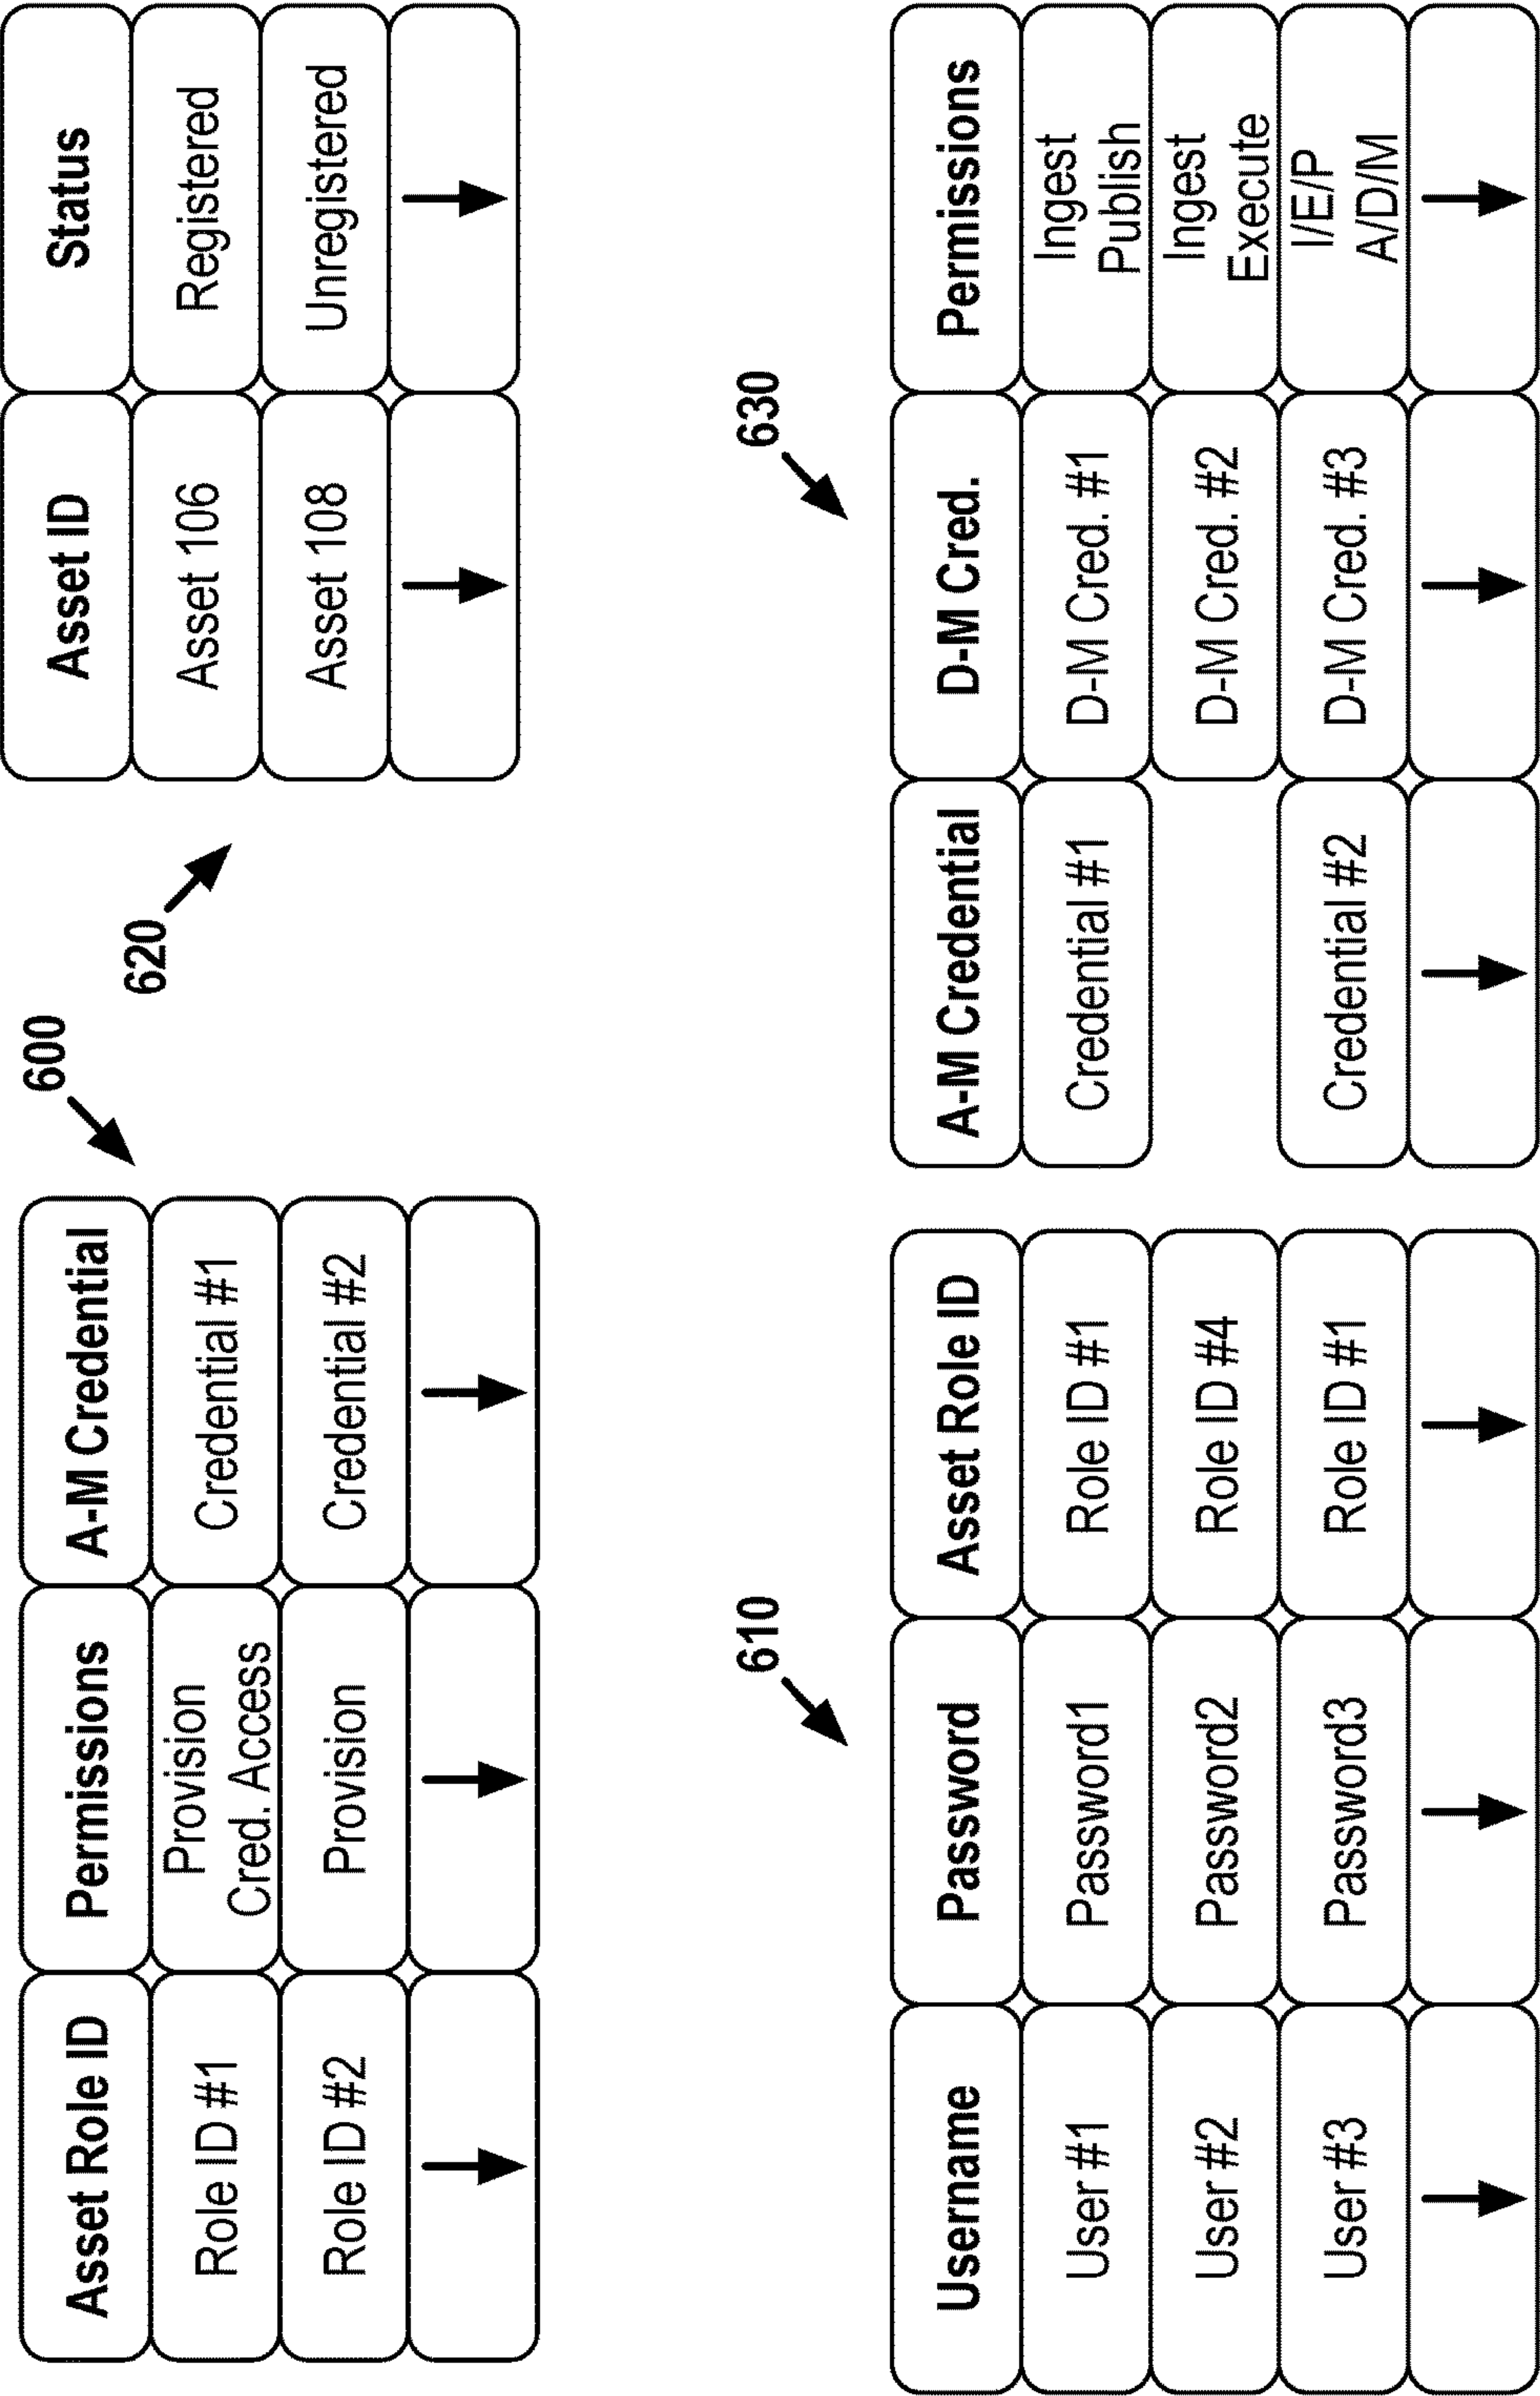 600
Asset Role ID
Permissions
A-M Credential
Role ID #1
Provision
Cred. Access
Credential #1
Role ID #2
Provision
Credential #2
620
Asset ID
Status
Asset 106
Registered
Asset 108
Unregistered
610
Username
Password
Asset Role ID
User #1
Password1
Role ID #1
User #2
Password2
Role ID #4
User #3
Password3
Role ID #1
630
A-M Credential
D-M Cred.
Permissions
Credential #1
D-M Cred. #1
Ingest
Publish
D-M Cred. #2
Ingest
Execute
Credential #2
D-M Cred. #3
I/E/P
A/D/M